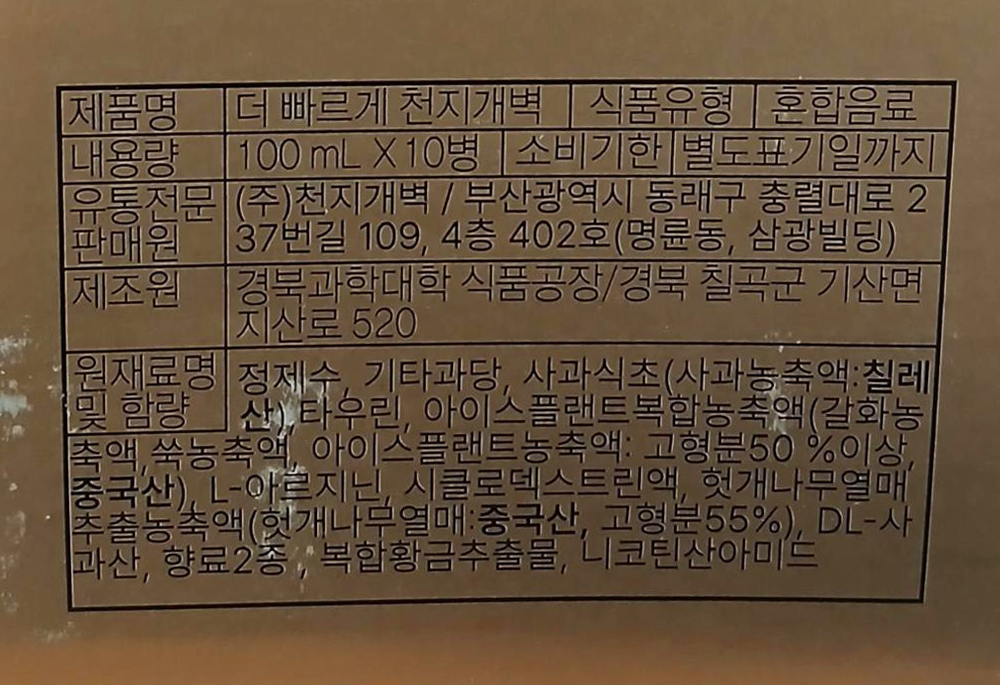 제품명 더 빠르게 천지개벽 식품유형 혼합음료
내용량 100 mL X 10병 소비기한 별도표기일까지
유통전문판매원 (주)천지개벽 / 부산광역시 동래구 충렬대로 2
37번길 109, 4층 402호(명륜동, 삼광빌딩)
제조원 경북과학대학 식품공장/경북 칠곡군 기산면
지산로 520
원재료명 정제수, 기타과당, 사과식초(사과농축액:칠레
및 함량 산), 타우린, 아이스플랜트복합농축액(갈화농
축액,쑥농축액, 아이스플랜트농축액: 고형분50 %이상,
중국산), L-아르지닌, 시클로덱스트린액, 헛개나무열매
추출농축액(헛개나무열매:중국산, 고형분55%), DL-사
과산, 향료2종, 복합황금추출물, 니코틴산아미드